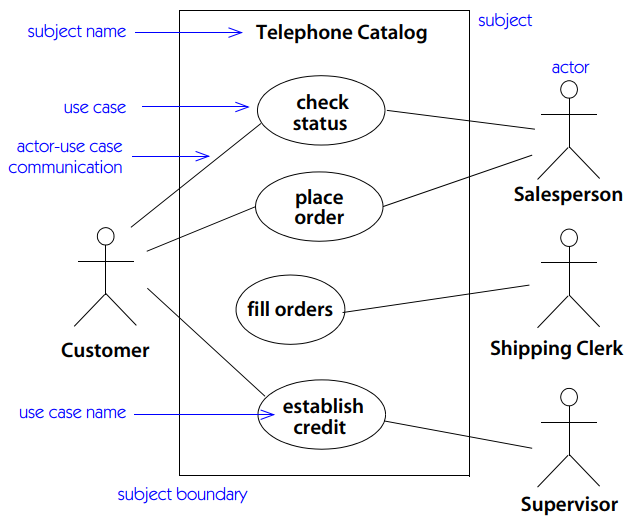 subject name
Telephone Catalog
subject
actor
use case
check
status
actor-use case
communication
place
order
Salesperson
fill orders
Customer
Shipping Clerk
use case name
establish
credit
subject boundary
Supervisor